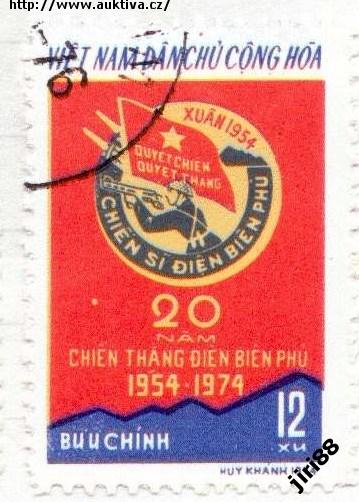 http://www.auktiva.cz/
VIỆT NAM DÂN CHỦ CỘNG HÒA
XUÂN 1954
QUYẾT CHIẾN
QUYẾT THẮNG
CHIẾN SĨ ĐIỆN BIÊN PHỦ
20
NĂM
CHIẾN THẮNG ĐIỆN BIÊN PHỦ
1954-1974
12
BƯU CHÍNH
XU
HUY KHÁNH
jiri88